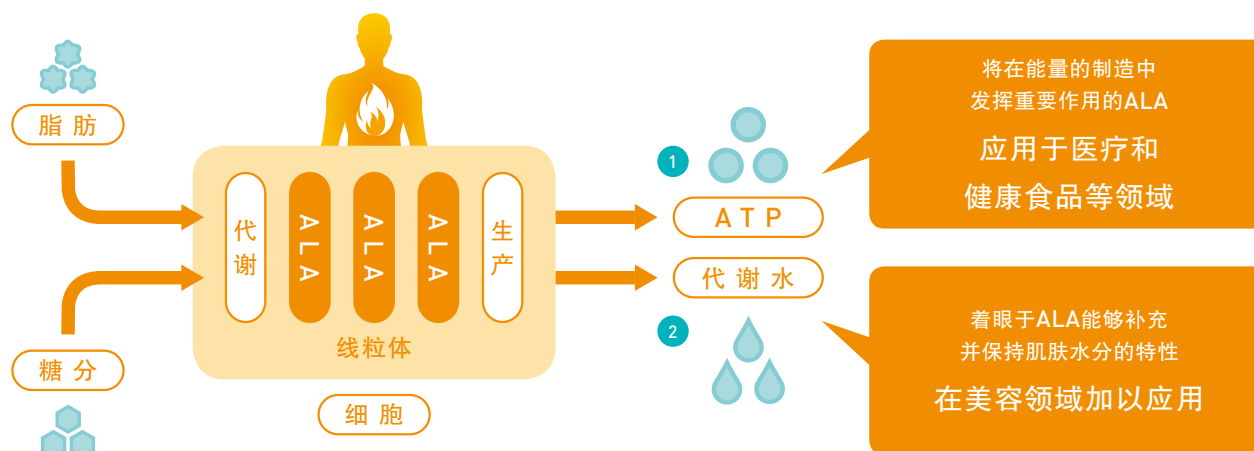 脂肪
糖分
代谢
ALA
ALA
ALA
生产
线粒体
细胞
1
ATP
代谢水
2
将在能量的制造中
发挥重要作用的ALA
应用于医疗和
健康食品等领域
着眼于ALA能够补充
并保持肌肤水分的特性
在美容领域加以应用